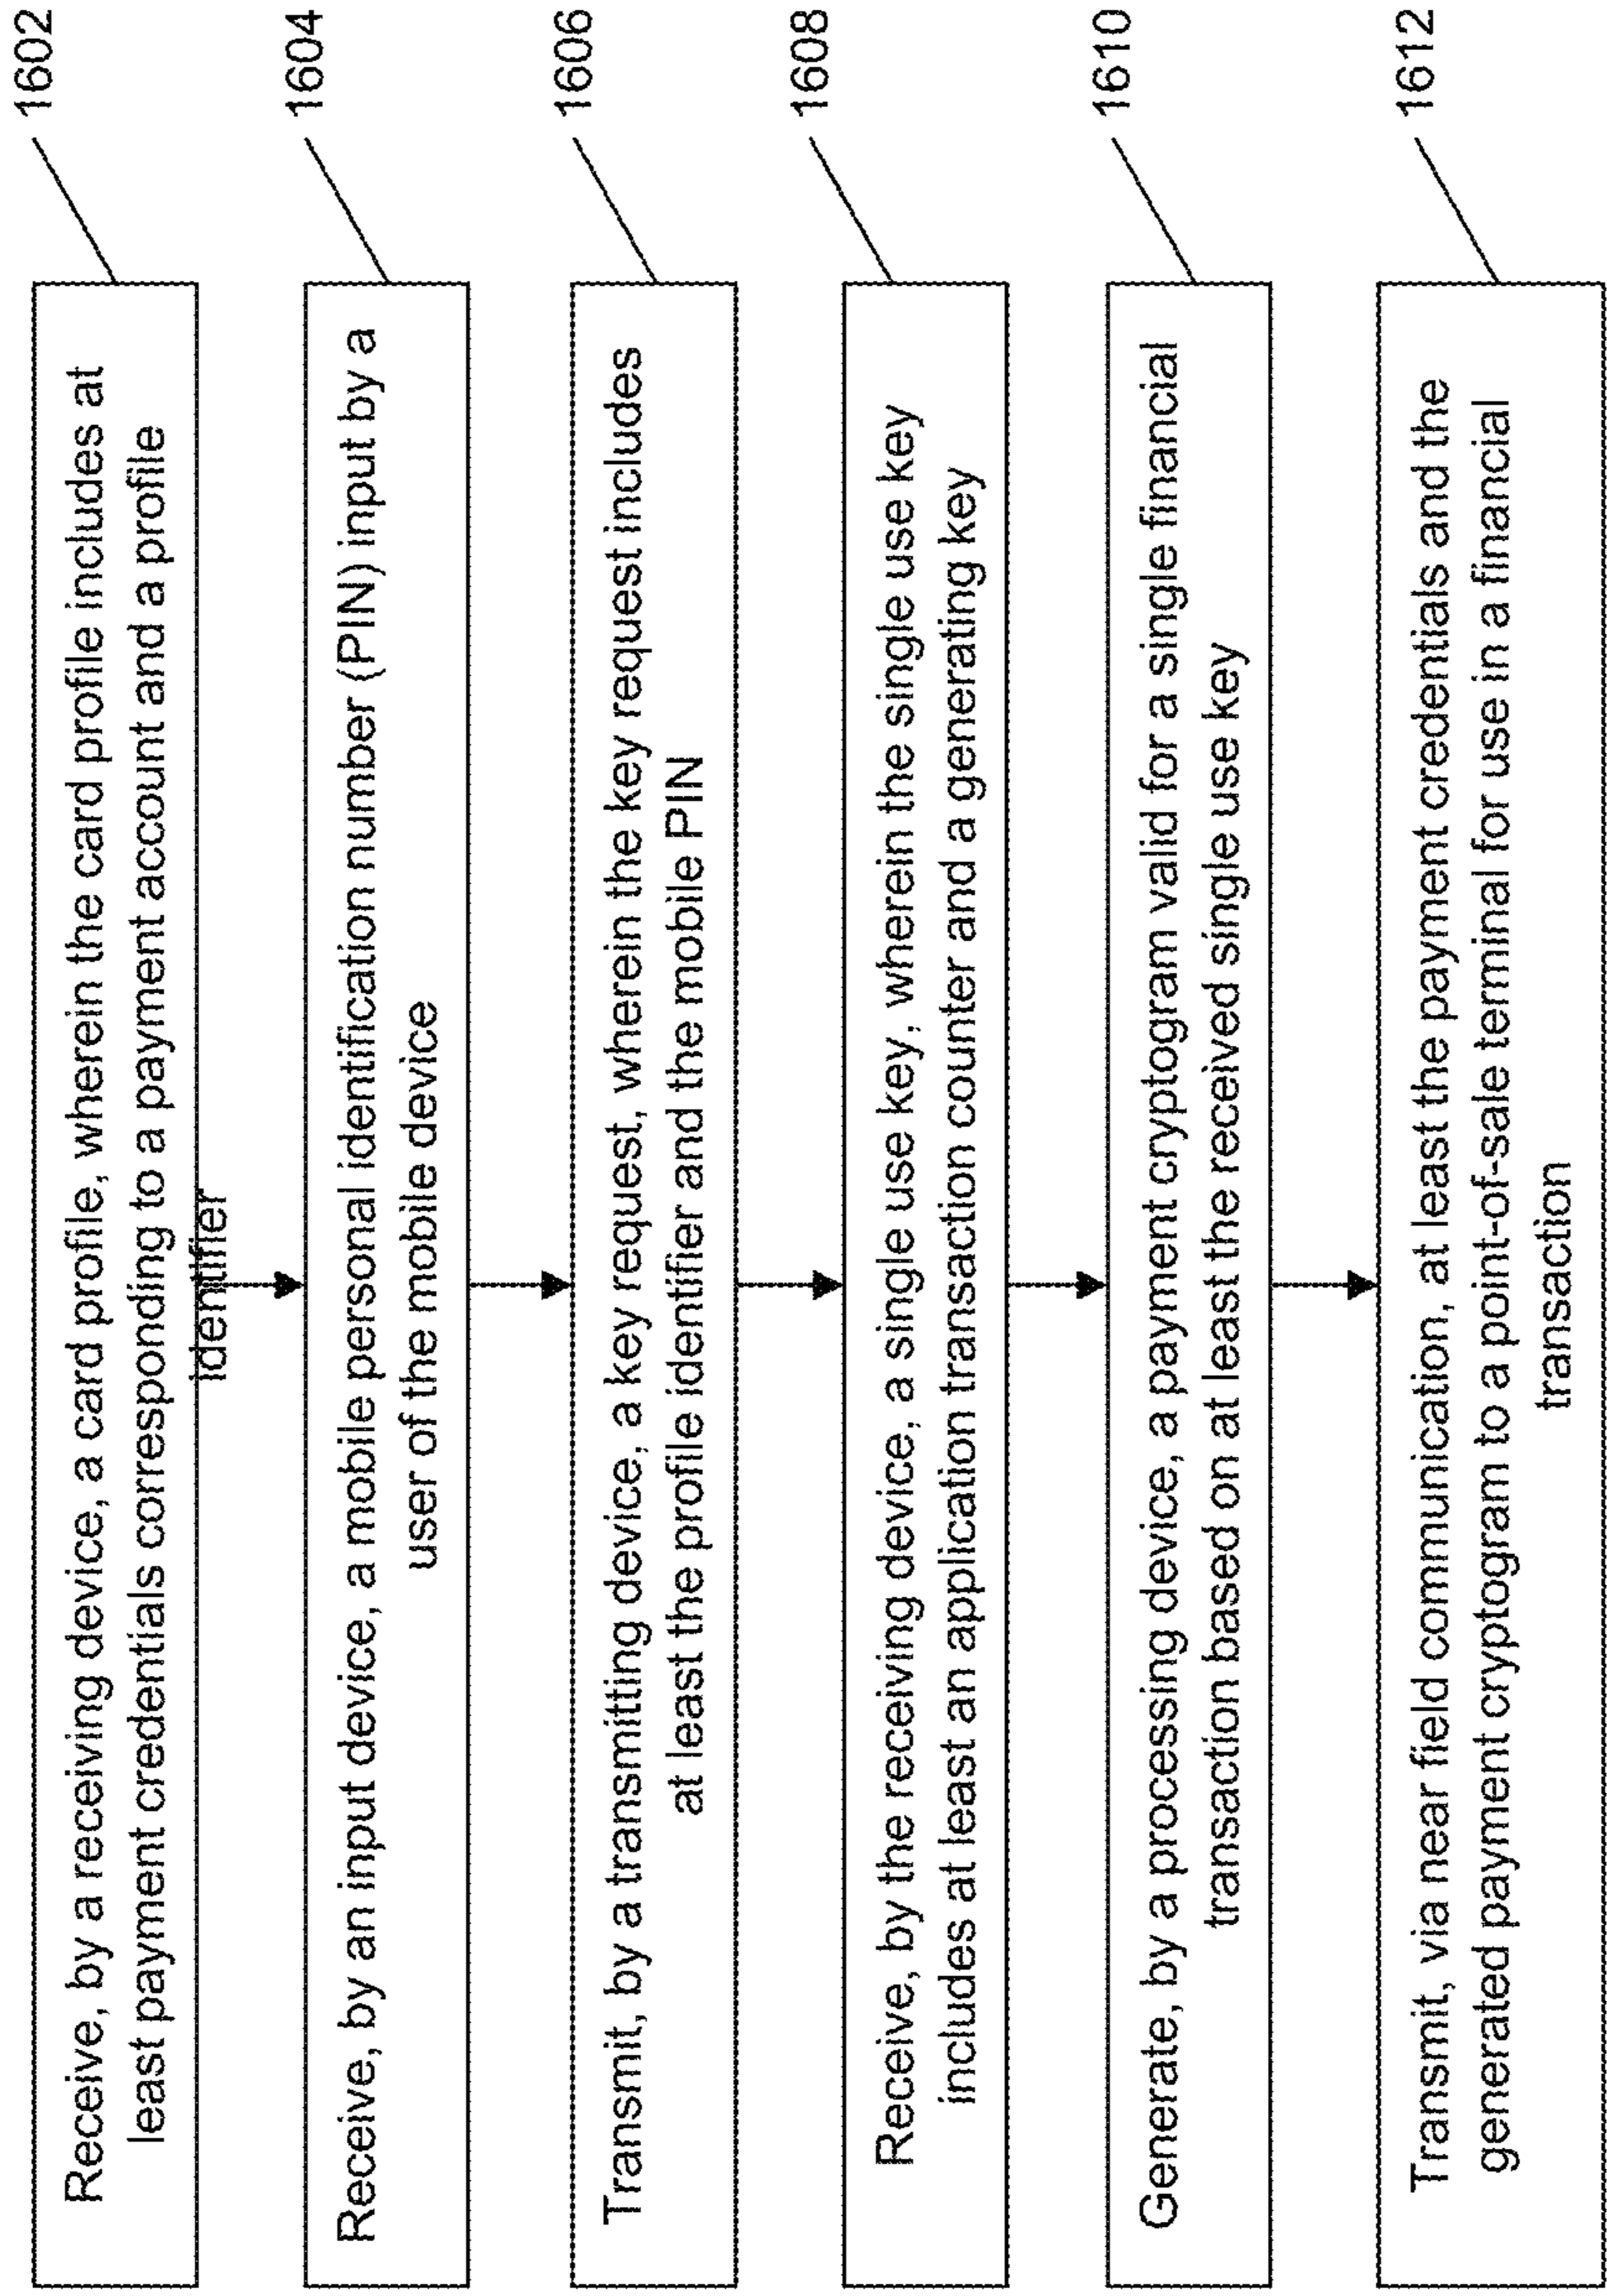 Receive, by a receiving device, a card profile, wherein the card profile includes at
least payment credentials corresponding to a payment account and a profile
identifier
1602
Receive, by an input device, a mobile personal identification number (PIN) input by a
user of the mobile device
1604
Transmit, by a transmitting device, a key request, wherein the key request includes
at least the profile identifier and the mobile PIN
1606
Receive, by the receiving device, a single use key, wherein the single use key
includes at least an application transaction counter and a generating key
1608
Generate, by a processing device, a payment cryptogram valid for a single financial
transaction based on at least the received single use key
1610
Transmit, via near field communication, at least the payment credentials and the
generated payment cryptogram to a point-of-sale terminal for use in a financial
transaction
1612